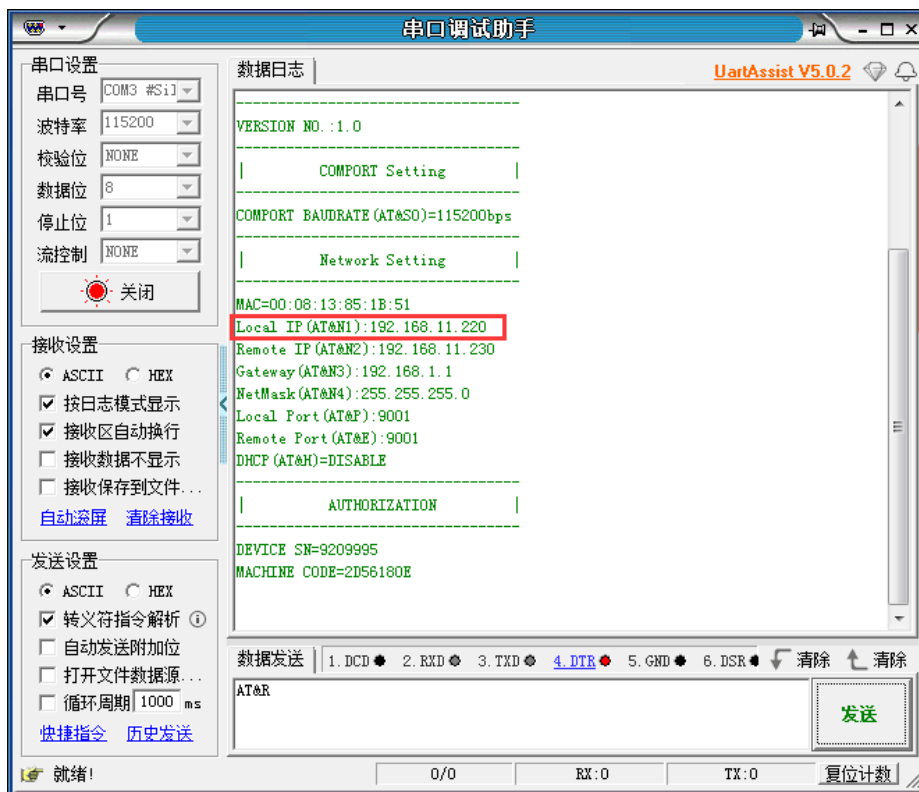 串口调试助手
串口设置
串口号 COM3 #Sil
波特率 115200
校验位 NONE
数据位 8
停止位 1
流控制 NONE
关闭
接收设置
ASCII HEX
按日志模式显示
接收区自动换行
接收数据不显示
接收保存到文件...
自动滚屏 清除接收
发送设置
ASCII HEX
转义符指令解析
自动发送附加位
打开文件数据源...
循环周期 1000 ms
快捷指令 历史发送
数据日志 UartAssist V5.0.2
--------------------------------
VERSION NO.:1.0
--------------------------------
| COMPORT Setting |
--------------------------------
COMPORT BAUDRATE(AT&S0)=115200bps
--------------------------------
| Network Setting |
--------------------------------
MAC=00:08:13:85:1B:51
Local IP(AT&N1):192.168.11.220
Remote IP(AT&N2):192.168.11.230
Gateway(AT&N3):192.168.1.1
NetMask(AT&N4):255.255.255.0
Local Port(AT&P):9001
Remote Port(AT&E):9001
DHCP(AT&H)=DISABLE
--------------------------------
| AUTHORIZATION |
--------------------------------
DEVICE SN=9209995
MACHINE CODE=2D56180E
数据发送 1.DCD 2.RXD 3.TXD 4.DTR 5.GND 6.DSR 清除 清除
AT&R
发送
就绪! 0/0 RX:0 TX:0 复位计数